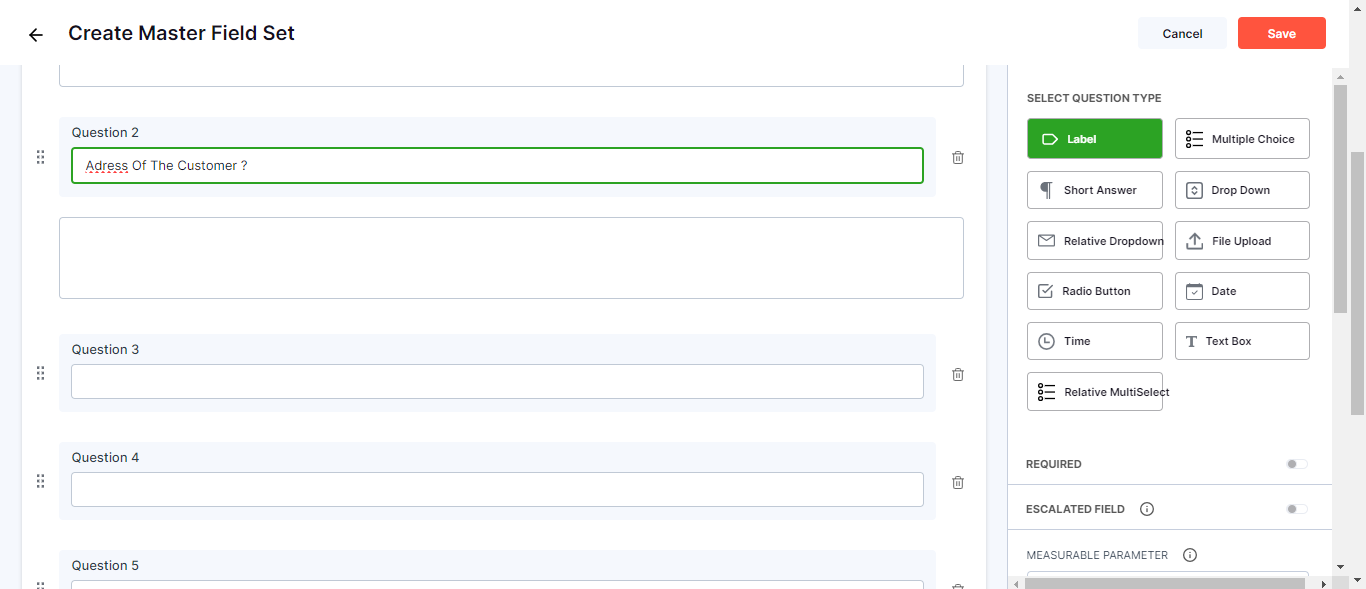 Create Master Field Set
Cancel
Save
Question 2
Adress Of The Customer ?
Question 3
Question 4
Question 5
SELECT QUESTION TYPE
Label
Multiple Choice
Short Answer
Drop Down
Relative Dropdown
File Upload
Radio Button
Date
Time
Text Box
Relative MultiSelect
REQUIRED
ESCALATED FIELD
MEASURABLE PARAMETER